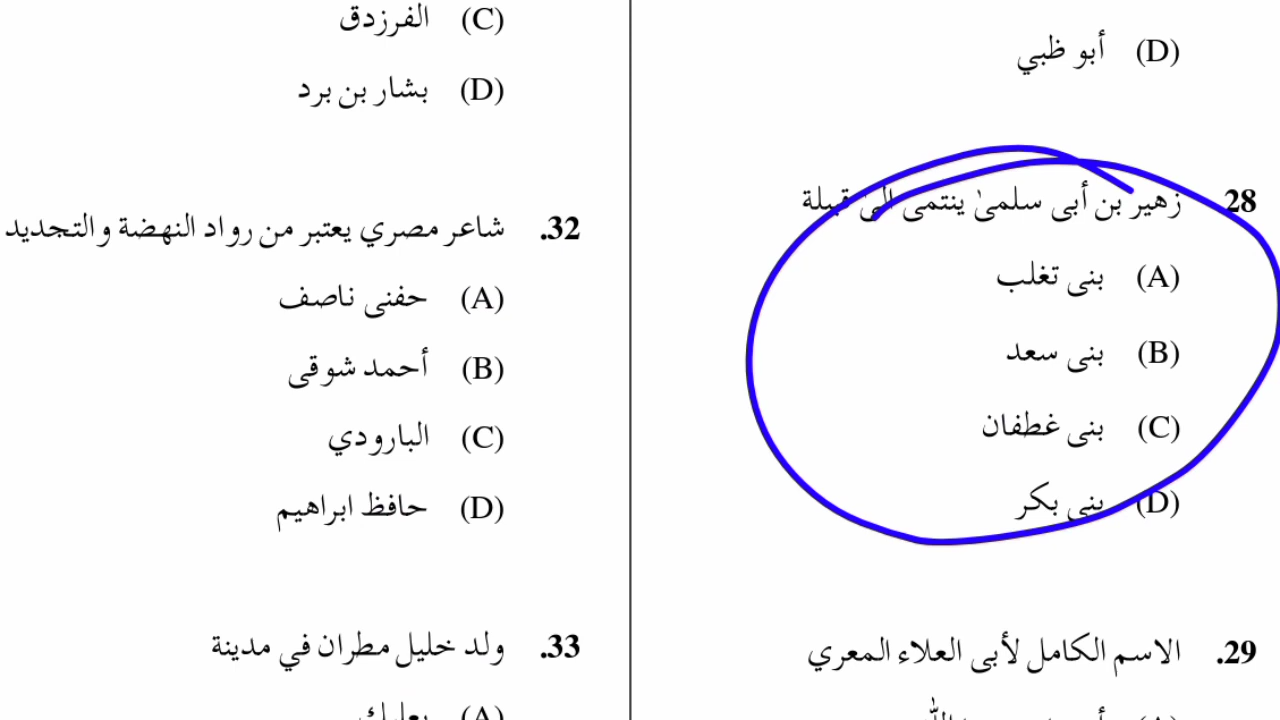 (D) أبو ظبي
28 زهير بن أبى سلمىٰ ينتمى الىٰ قبيلة
(A) بنى تغلب
(B) بنى سعد
(C) بنى غطفان
(D) بنى بكر
29. الاسم الكامل لأبى العلاء المعري
(C) الفرزدق
(D) بشار بن برد
32. شاعر مصري يعتبر من رواد النهضة والتجديد
(A) حفنى ناصف
(B) أحمد شوقى
(C) البارودي
(D) حافظ ابراهيم
33. ولد خليل مطران في مدينة
(A) بعلبك